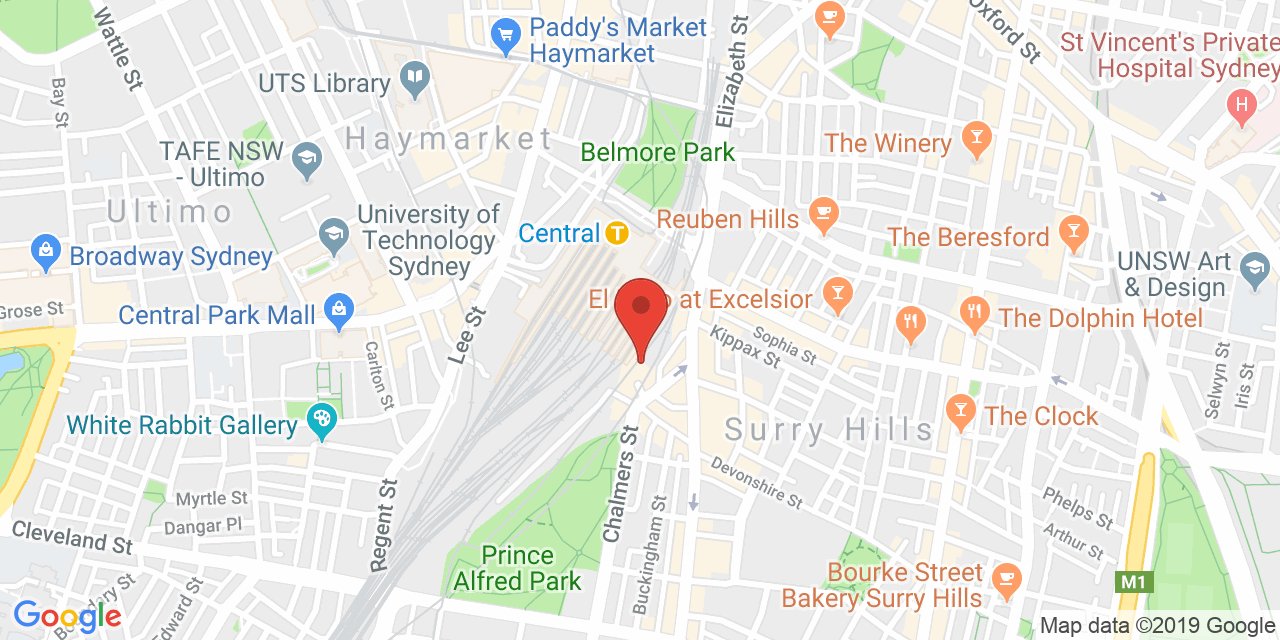 Wattle St
Paddy's Market
Haymarket
Elizabeth St
Oxford St
St Vincent's Private
Hospital Sydney
H
Bay St
UTS Library
Haymarket
TAFE NSW
- Ultimo
Belmore Park
The Winery
Ultimo
University of
Technology
Sydney
Central
T
Reuben Hills
The Beresford
Broadway Sydney
UNSW Art
& Design
Grose St
Central Park Mall
Lee St
at Excelsior
The Dolphin Hotel
Kippax St
Sophia St
Carlton St
Selwyn St
Iris St
White Rabbit Gallery
Surry Hills
The Clock
Chalmers St
Devonshire St
Regent St
Myrtle St
Dangar Pl
Cleveland St
Buckingham St
Phelps St
Arthur St
Prince
Alfred Park
Bourke Street
Bakery Surry Hills
M1
Edward St
Google
Map data ©2019 Google